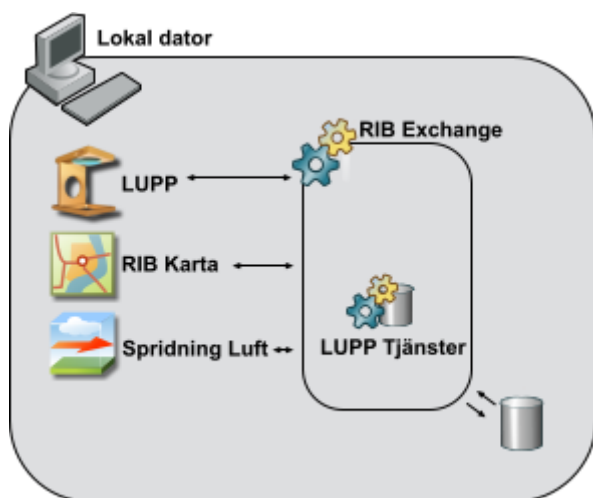 Lokal dator
RIB Exchange
LUPP
RIB Karta
Spridning Luft
LUPP Tjänster